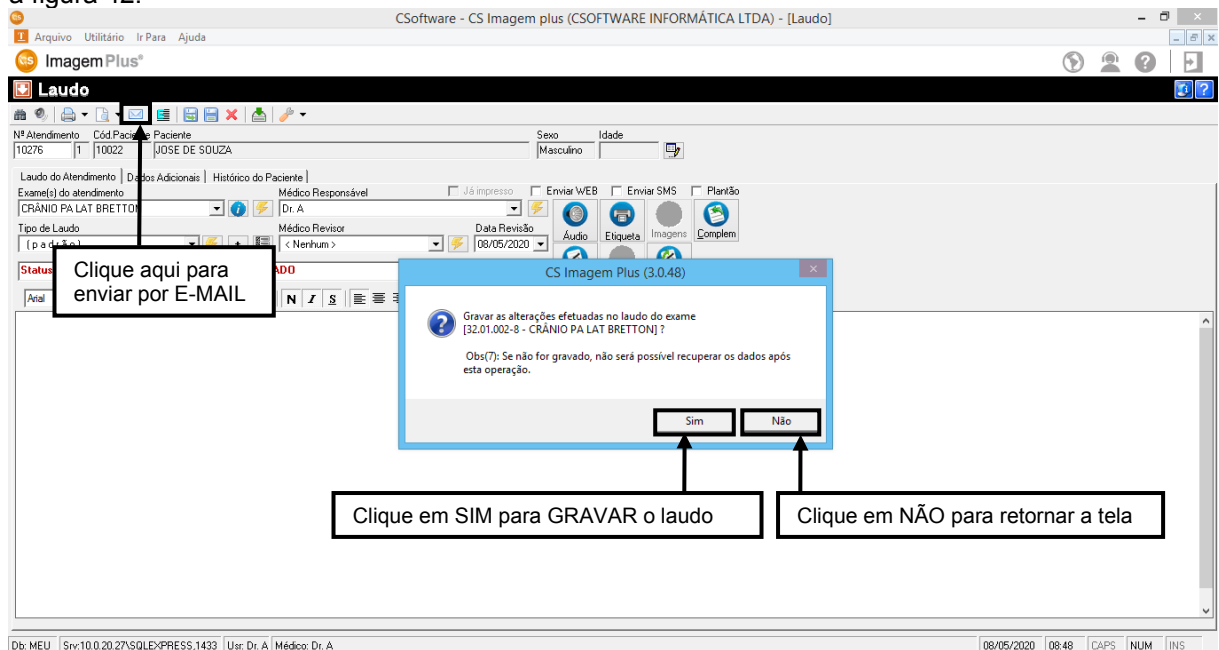 a figura 42.
CSoftware - CS Imagem plus (CSOFTWARE INFORMÁTICA LTDA) - [Laudo]
Arquivo Utilitário Ir Para Ajuda
cs ImagemPlus®
Laudo
Nº Atendimento Paciente Sexo Idade
10276 1 10022 JOSE DE SOUZA Masculino
Laudo do Atendimento Dados Adicionais Histórico do Paciente
Exame(s) do atendimento Médico Responsável Já impresso Enviar WEB Enviar SMS Plantão
CRÂNIO PA LAT BRETTON Dr. A
Tipo de Laudo Médico Revisor Data Revisão Áudio Etiqueta Imagens Complem
(padrão) < Nenhum > 08/05/2020
Status
Clique aqui para
enviar por E-MAIL
Arial N I S
CS Imagem Plus (3.0.48)
Gravar as alterações efetuadas no laudo do exame
[32.01.002-8 - CRÂNIO PA LAT BRETTON] ?
Obs(7): Se não for gravado, não será possível recuperar os dados após
esta operação.
Sim Não
Clique em SIM para GRAVAR o laudo
Clique em NÃO para retornar a tela
Db: MEU Srv:10.0.20.27\SQLEXPRESS,1433 Usr: Dr. A Médico: Dr. A 08/05/2020 08:48 CAPS NUM INS